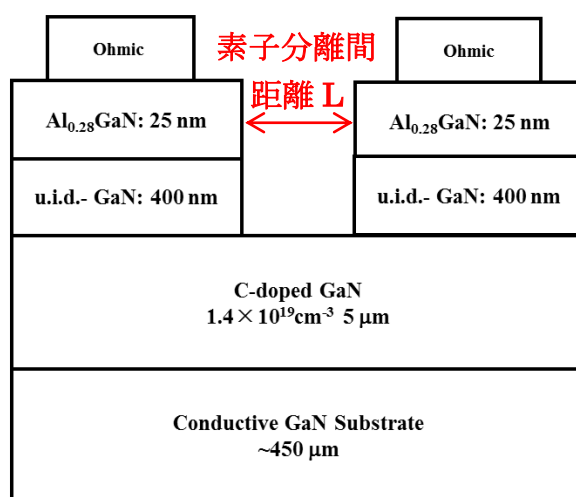 Ohmic
素子分離間
距離 L
Ohmic
Al0.28GaN: 25 nm
Al0.28GaN: 25 nm
u.i.d.- GaN: 400 nm
u.i.d.- GaN: 400 nm
C-doped GaN
1.4×10¹⁹cm⁻³ 5 μm
Conductive GaN Substrate
~450 μm